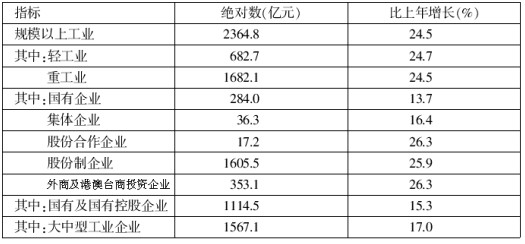 指标 绝对数(亿元) 比上年增长(%)
规模以上工业 2364.8 24.5
其中:轻工业 682.7 24.7
重工业 1682.1 24.5
其中:国有企业 284.0 13.7
集体企业 36.3 16.4
股份合作企业 17.2 26.3
股份制企业 1605.5 25.9
外商及港澳台商投资企业 353.1 26.3
其中:国有及国有控股企业 1114.5 15.3
其中:大中型工业企业 1567.1 17.0